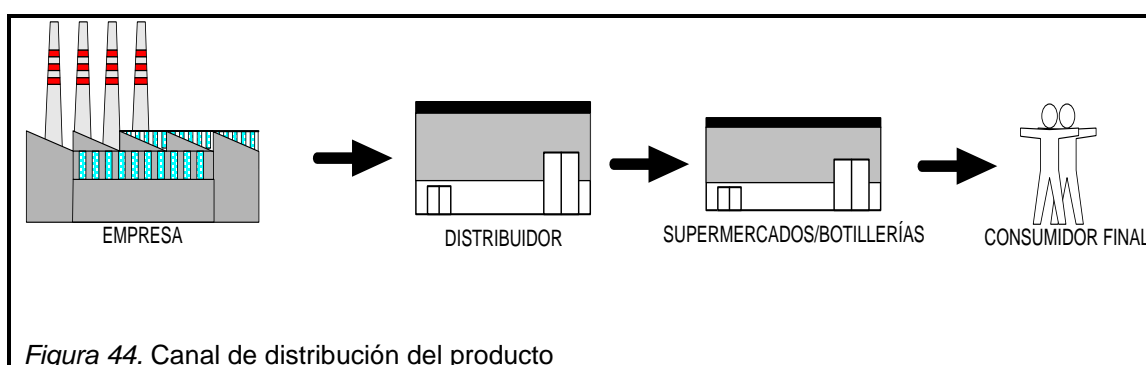 EMPRESA
DISTRIBUIDOR
SUPERMERCADOS/BOTILLERÍAS
CONSUMIDOR FINAL
Figura 44. Canal de distribución del producto